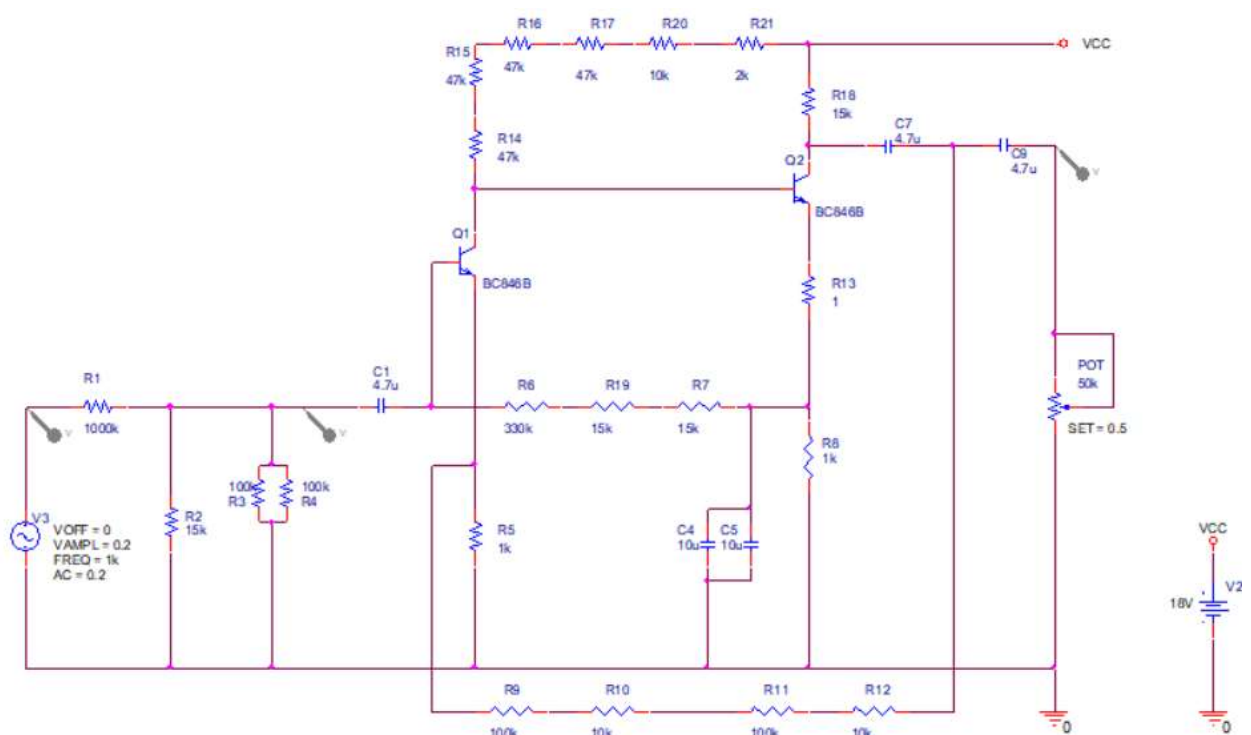 R16
R17
R20
R21
VCC
R15
47k
47k
47k
10k
2k
R18
15k
R14
47k
C7
4.7u
Q2
C9
4.7u
V
Q1
BC846B
BC846B
R13
1
POT
50k
R1
C1
4.7u
R6
R19
R7
1000k
V
V
330k
15k
15k
SET = 0.5
R8
1k
100k
100k
R3
R4
V3
VOFF = 0
VAMPL = 0.2
FREQ = 1k
AC = 0.2
R2
15k
R5
1k
C4
C5
10u
10u
VCC
V2
18V
R9
R10
R11
R12
100k
10k
100k
10k
0
0